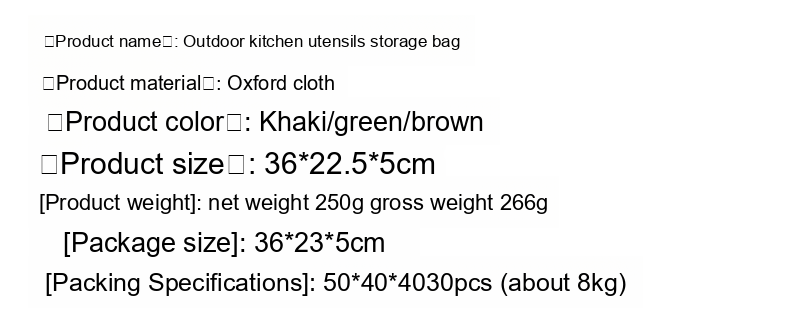 □Product name□: Outdoor kitchen utensils storage bag
□Product material□: Oxford cloth
□Product color□: Khaki/green/brown
□Product size□: 36*22.5*5cm
[Product weight]: net weight 250g gross weight 266g
[Package size]: 36*23*5cm
[Packing Specifications]: 50*40*4030pcs (about 8kg)